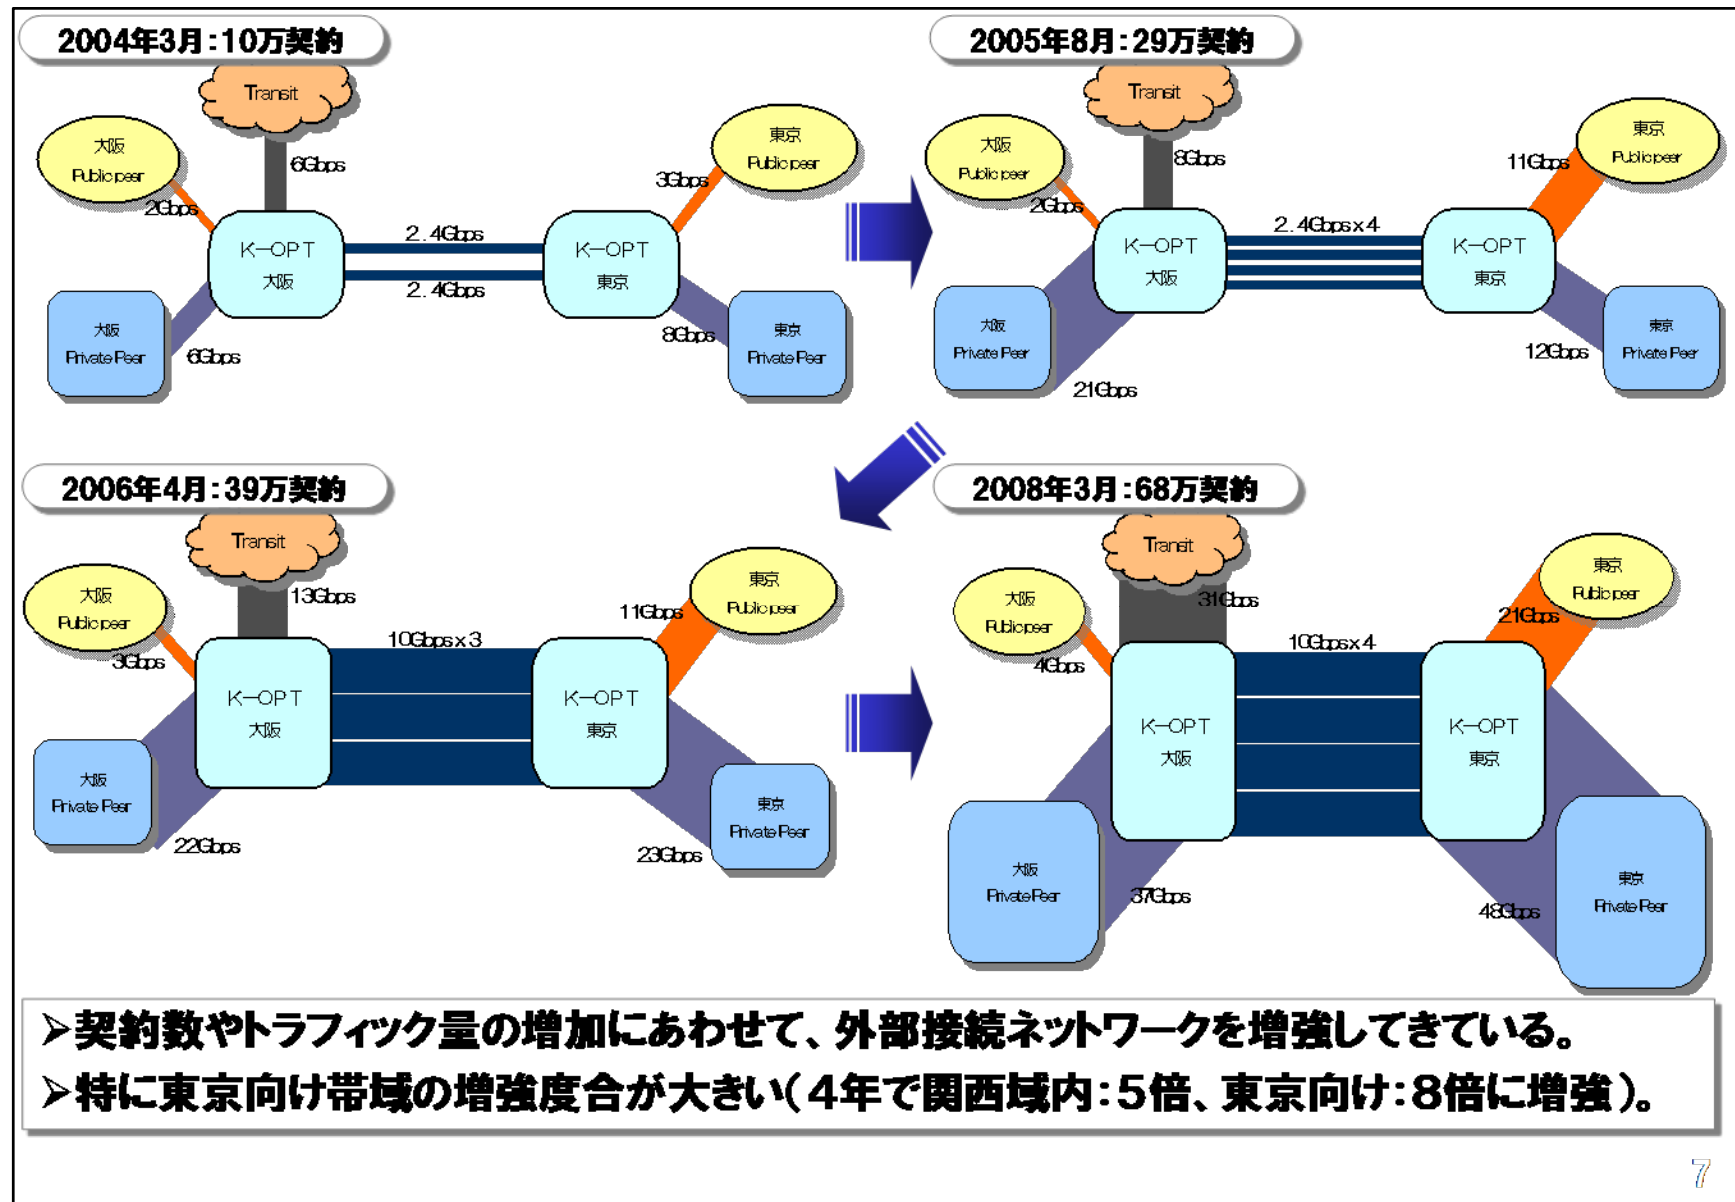 2004年3月:10万契約
Transit
大阪
Public peer
東京
Public peer
6Gbps
2Gbps
3Gbps
K-OPT
大阪
2.4Gbps
2.4Gbps
K-OPT
東京
大阪
Private Peer
6Gbps
8Gbps
東京
Private Peer
2005年8月:29万契約
Transit
大阪
Public peer
東京
Public peer
8Gbps
2Gbps
11Gbps
K-OPT
大阪
2.4Gbps x 4
K-OPT
東京
大阪
Private Peer
21Gbps
12Gbps
東京
Private Peer
2006年4月:39万契約
Transit
大阪
Public peer
東京
Public peer
13Gbps
3Gbps
11Gbps
K-OPT
大阪
10Gbps x 3
K-OPT
東京
大阪
Private Peer
22Gbps
23Gbps
東京
Private Peer
2008年3月:68万契約
Transit
大阪
Public peer
東京
Public peer
31Gbps
4Gbps
21Gbps
K-OPT
大阪
10Gbps x 4
K-OPT
東京
大阪
Private Peer
37Gbps
48Gbps
東京
Private Peer
➢契約数やトラフィック量の増加にあわせて、外部接続ネットワークを増強してきている。
➢特に東京向け帯域の増強度合が大きい(4年で関西域内:5倍、東京向け:8倍に増強)。
7